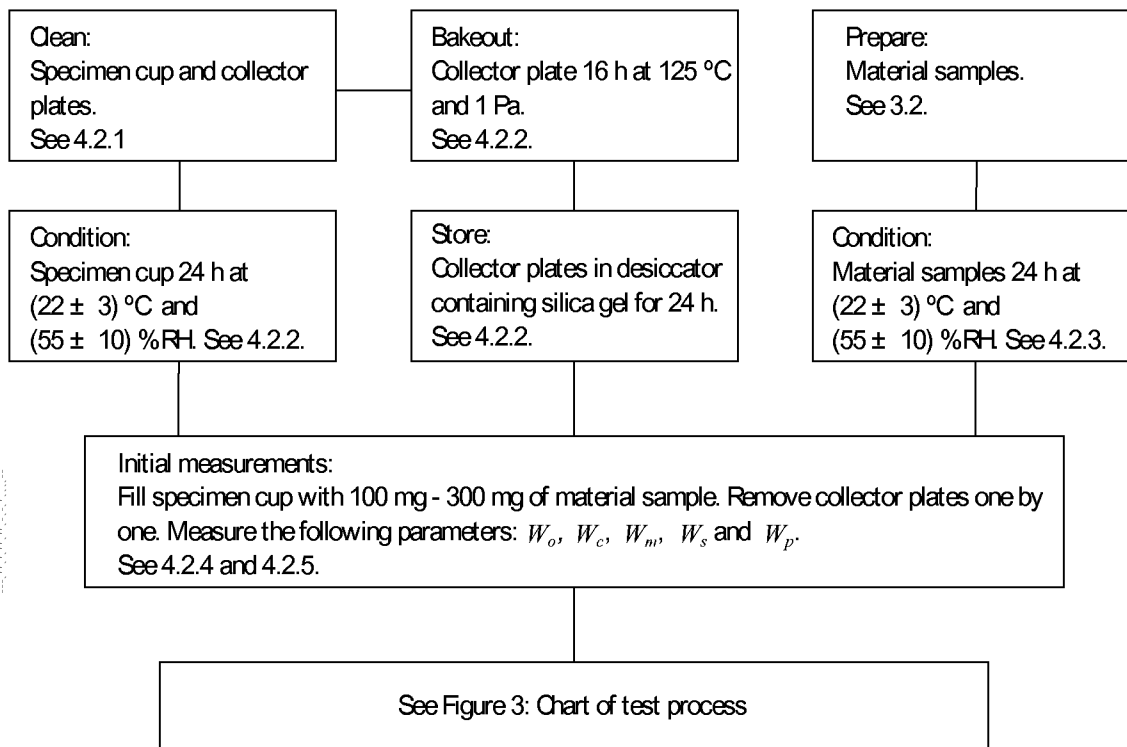 Clean:
Specimen cup and collector
plates.
See 4.2.1
Bakeout:
Collector plate 16 h at 125 ºC
and 1 Pa.
See 4.2.2.
Prepare:
Material samples.
See 3.2.
Condition:
Specimen cup 24 h at
(22 ± 3) ºC and
(55 ± 10) %RH. See 4.2.2.
Store:
Collector plates in desiccator
containing silica gel for 24 h.
See 4.2.2.
Condition:
Material samples 24 h at
(22 ± 3) ºC and
(55 ± 10) %RH. See 4.2.3.
Initial measurements:
Fill specimen cup with 100 mg - 300 mg of material sample. Remove collector plates one by
one. Measure the following parameters: W_o, W_c, W_m, W_s and W_p.
See 4.2.4 and 4.2.5.
See Figure 3: Chart of test process